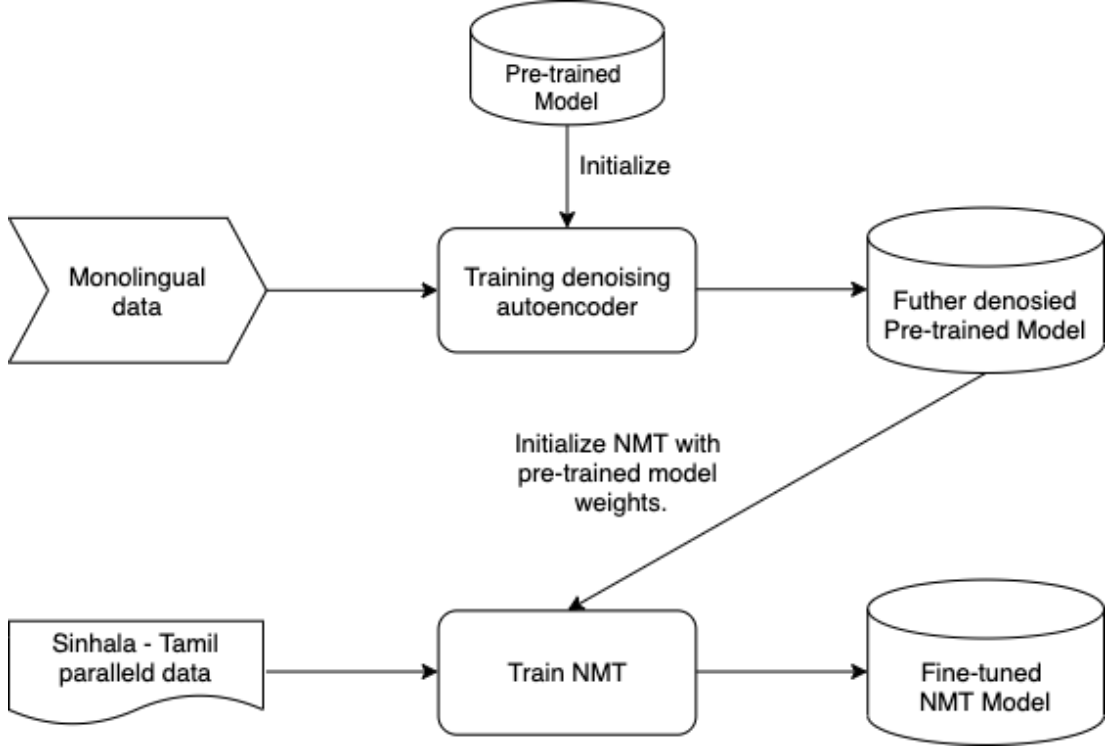 Pre-trained
Model
Initialize
Monolingual
data
Training denoising
autoencoder
Futher denosied
Pre-trained Model
Initialize NMT with
pre-trained model
weights.
Sinhala - Tamil
paralleld data
Train NMT
Fine-tuned
NMT Model